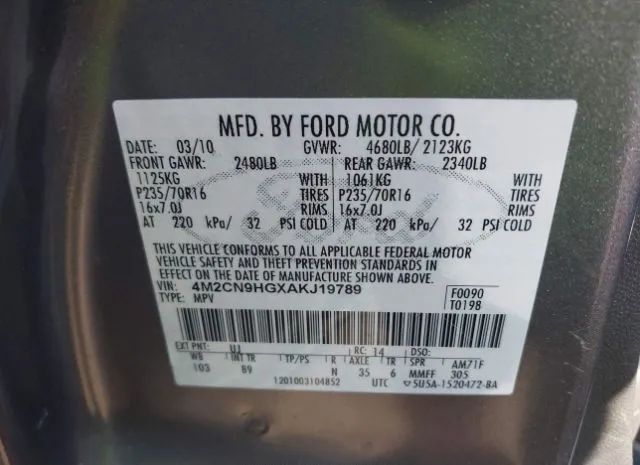 MFD. BY FORD MOTOR CO.
DATE: 03/10 GVWR: 4680LB/ 2123KG
FRONT GAWR: 2480LB REAR GAWR: 2340LB
1125KG WITH 1061KG WITH
P235/70R16 TIRES P235/70R16 TIRES
16x7.0J RIMS 16x7.0J RIMS
AT 220 kPa/ 32 PSI COLD AT 220 kPa/ 32 PSI COLD
THIS VEHICLE CONFORMS TO ALL APPLICABLE FEDERAL MOTOR
VEHICLE SAFETY AND THEFT PREVENTION STANDARDS IN
EFFECT ON THE DATE OF MANUFACTURE SHOWN ABOVE.
VIN: 4M2CN9HGXAKJ19789 F0090
TYPE: MPV T0198
EXT PNT: UJ RC: 14 DSO:
WB INT TR TP/PS R AXLE TR SPR AM71F
103 B9 N 35 6 MMFF 305
1201003104852 UTC 5U5A-1520472-BA